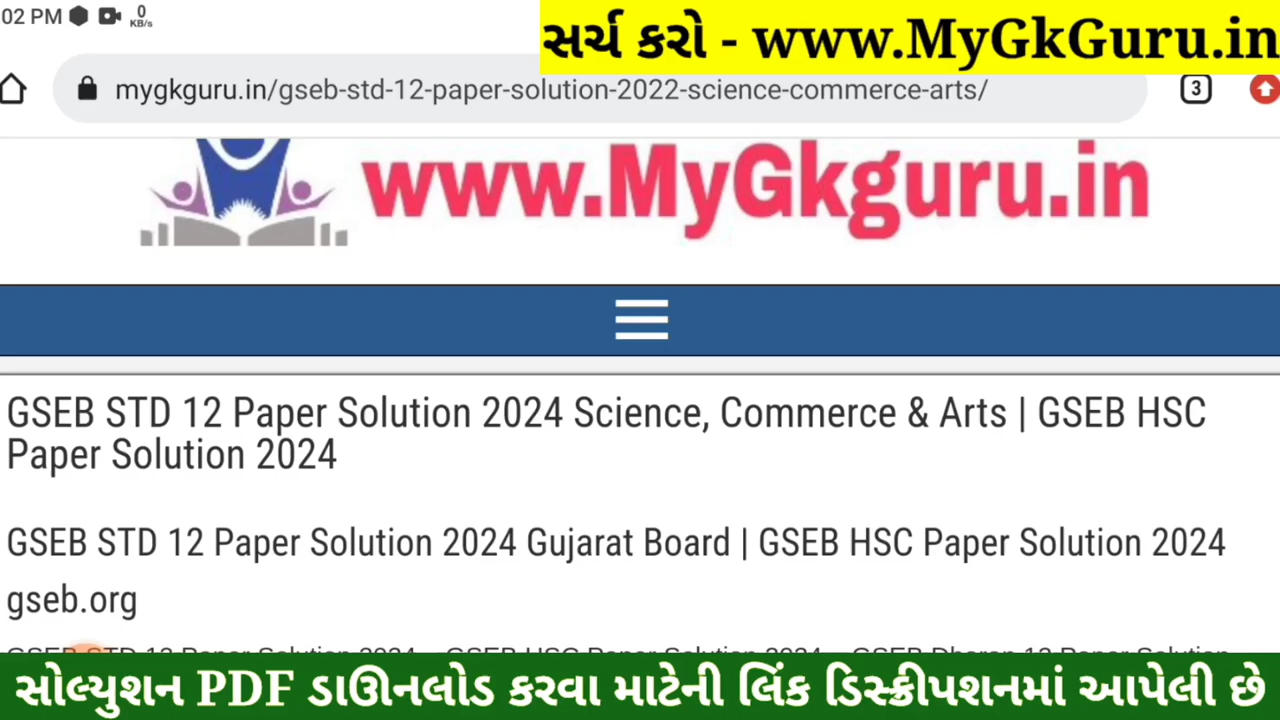 02 PM 0 KB/s
સર્ચ કરો - www.MyGkGuru.in
mygkguru.in/gseb-std-12-paper-solution-2022-science-commerce-arts/ 3
www.MyGkguru.in
GSEB STD 12 Paper Solution 2024 Science, Commerce & Arts | GSEB HSC
Paper Solution 2024
GSEB STD 12 Paper Solution 2024 Gujarat Board | GSEB HSC Paper Solution 2024
gseb.org
સોલ્યુશન PDF ડાઊનલોડ કરવા માટેની લિંક ડિસ્ક્રીપશનમાં આપેલી છે